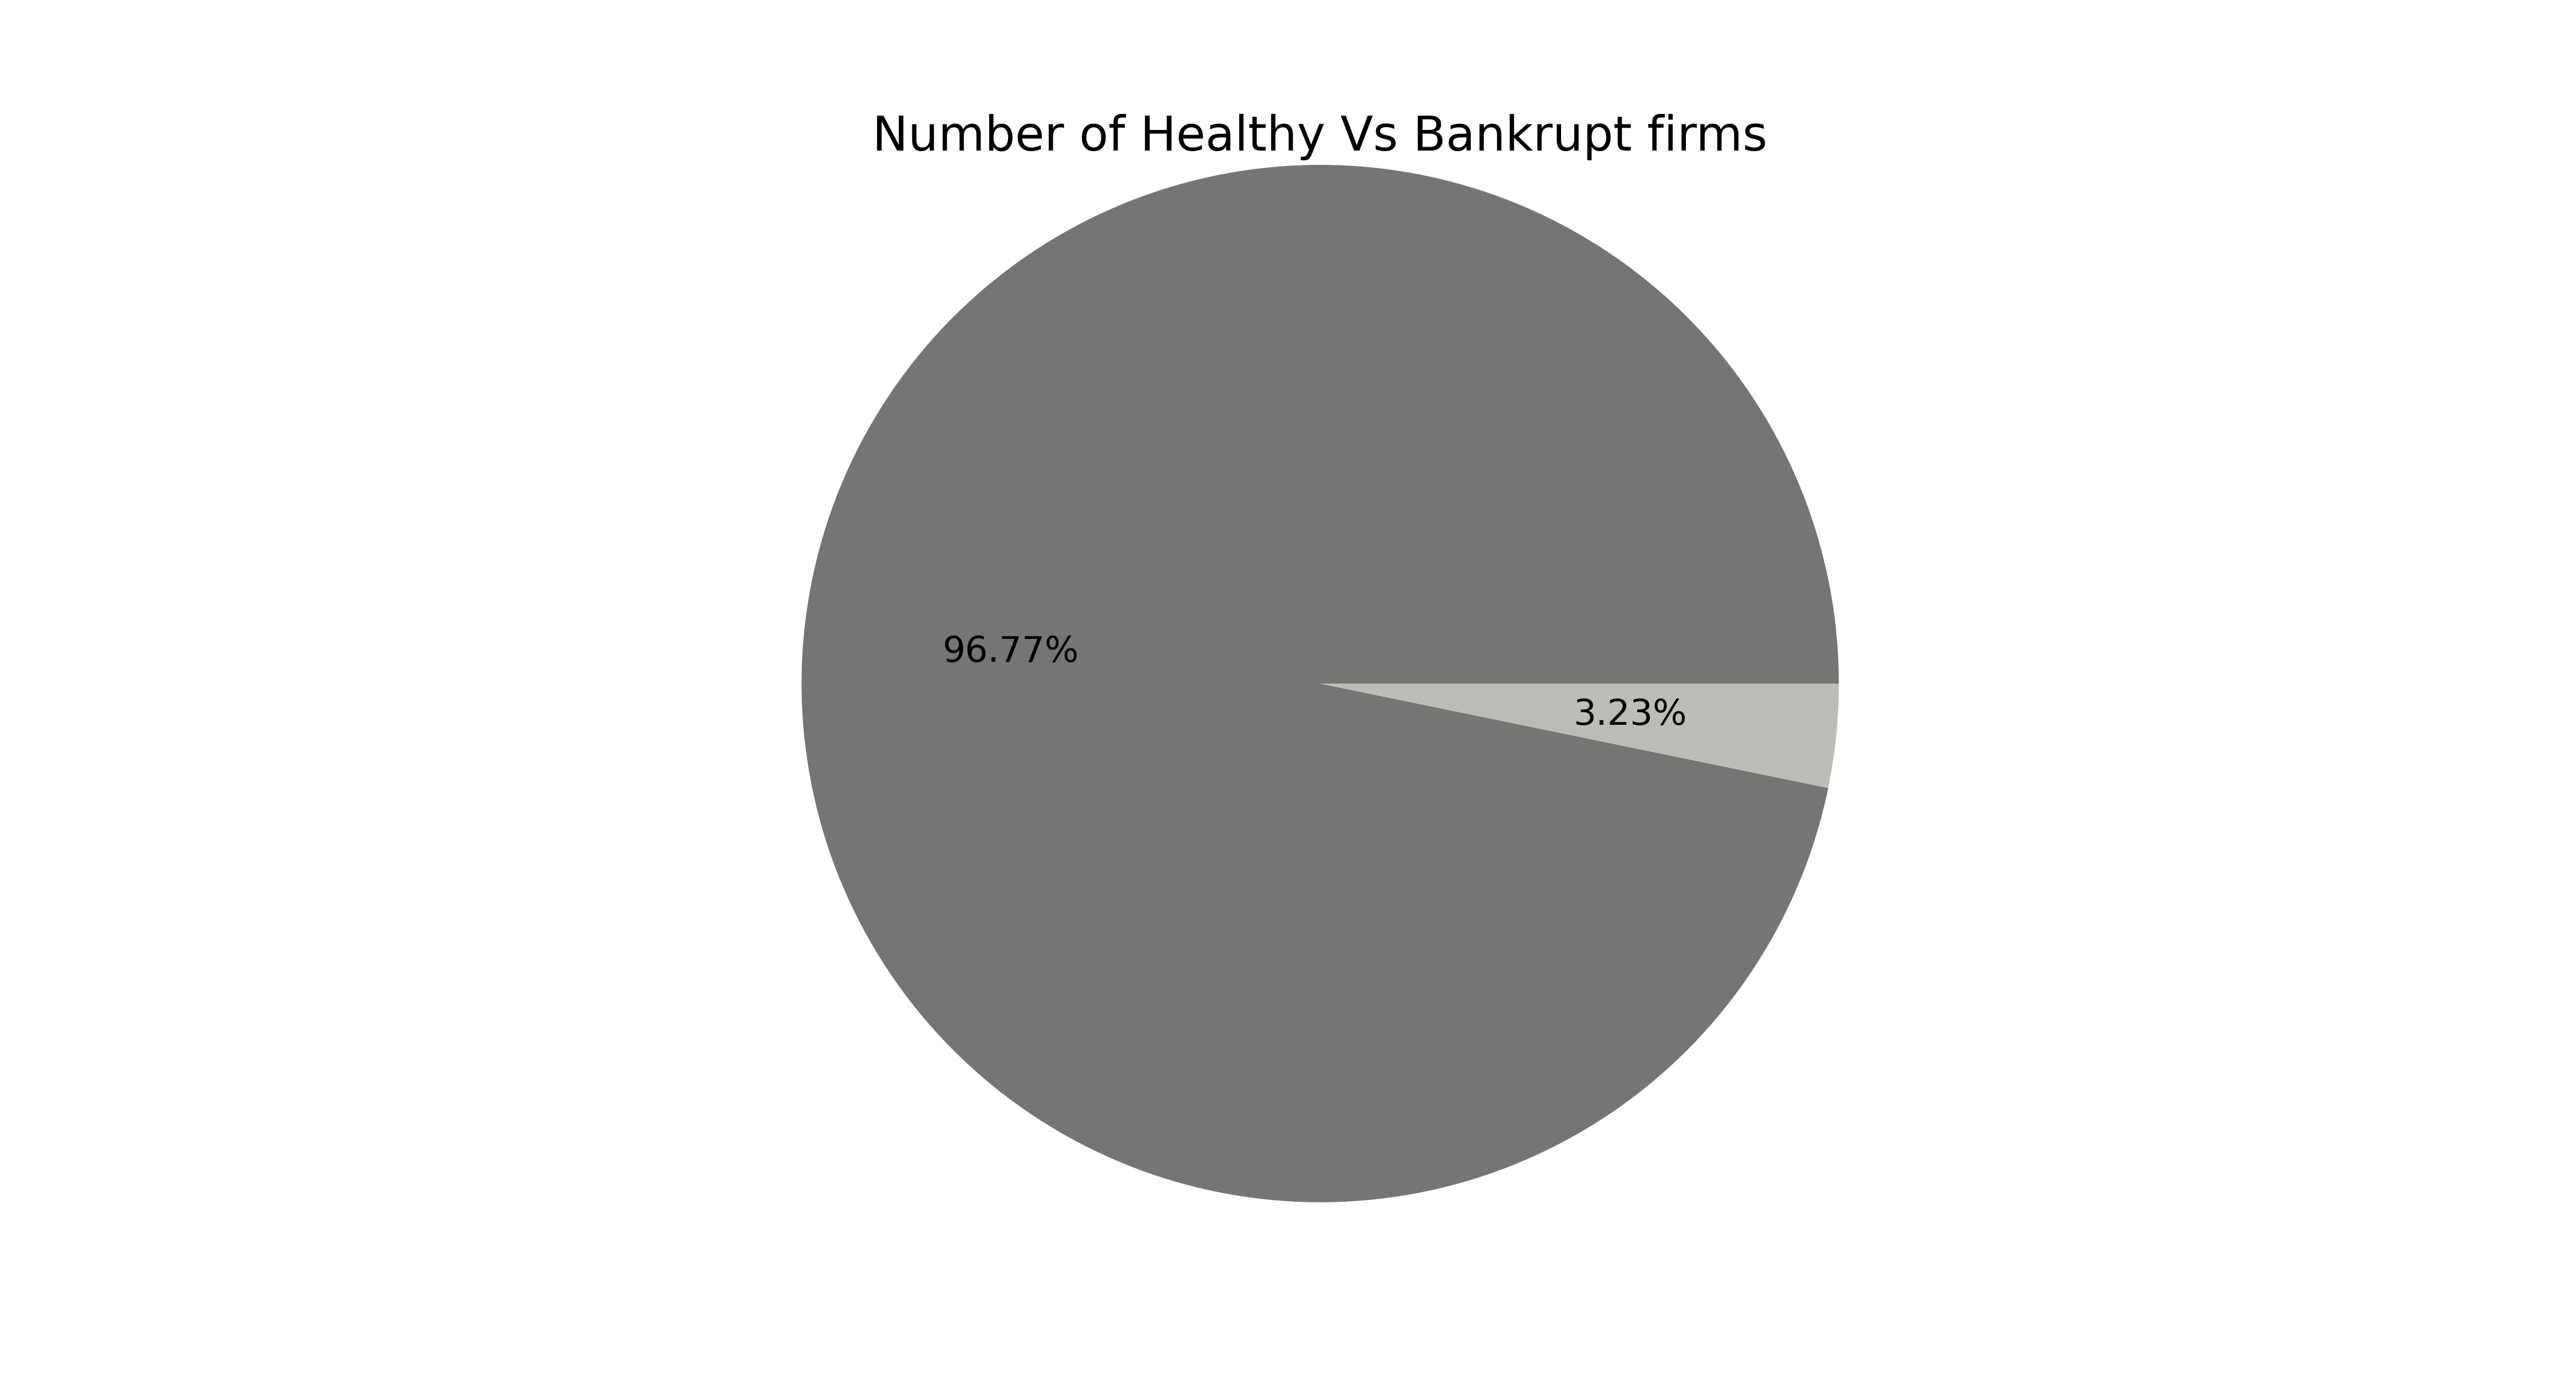 Number of Healthy Vs Bankrupt firms
96.77%
3.23%